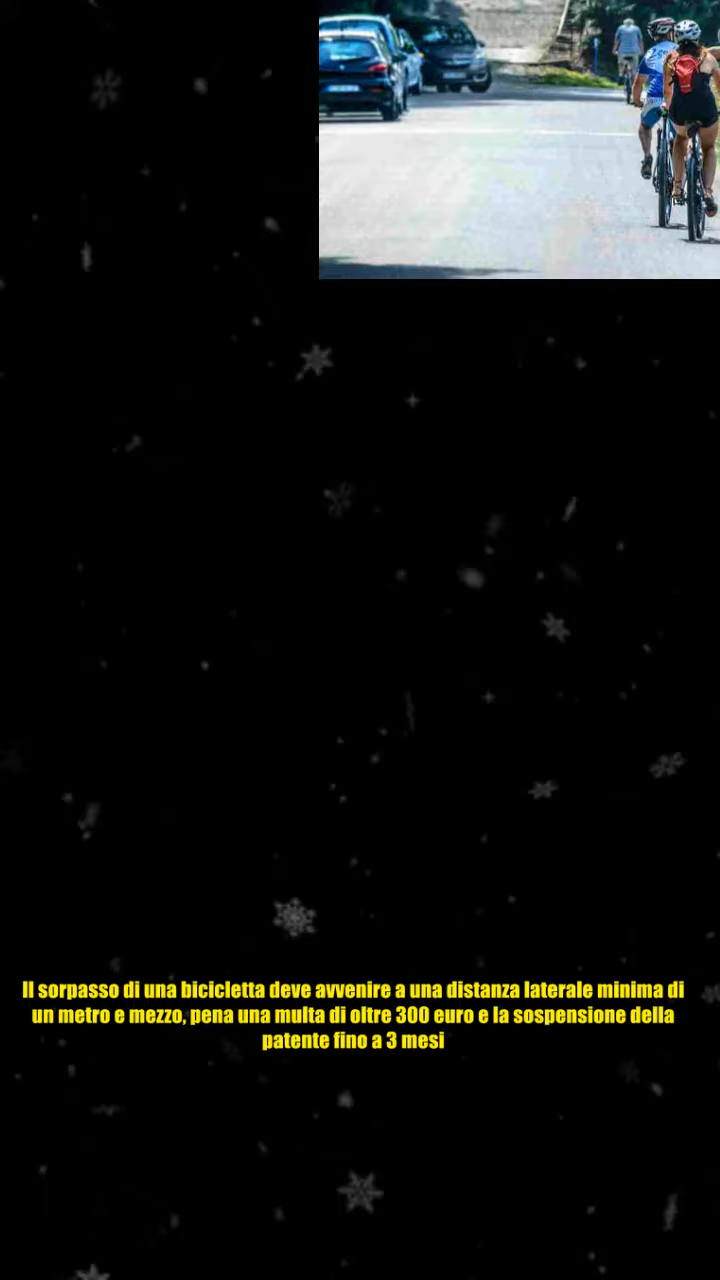 Il sorpasso di una bicicletta deve avvenire a una distanza laterale minima di
un metro e mezzo, pena una multa di oltre 300 euro e la sospensione della
patente fino a 3 mesi